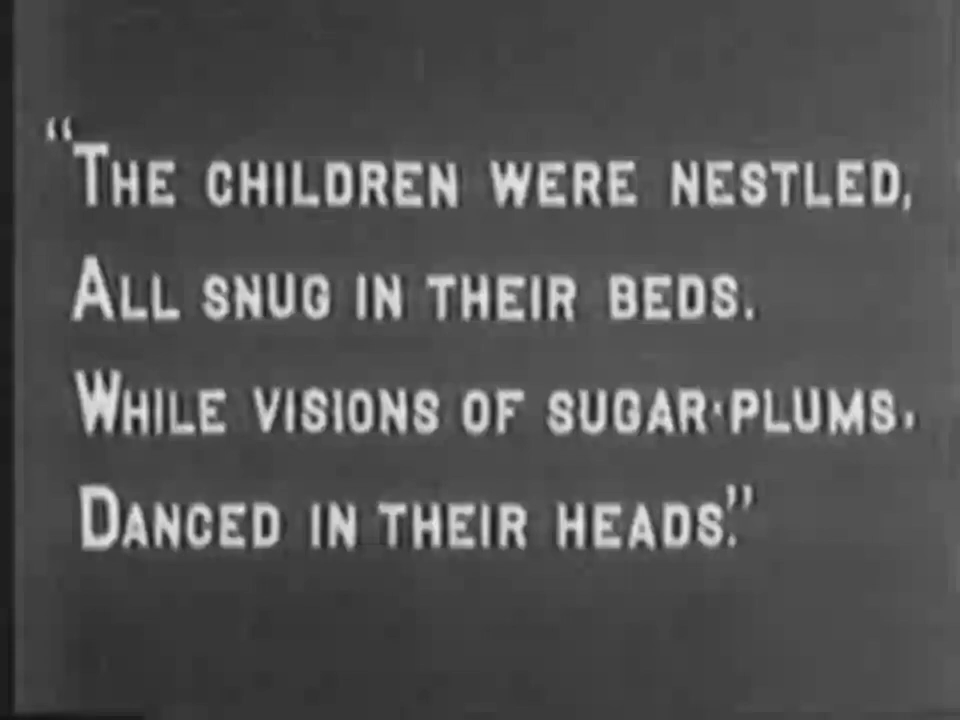 “THE CHILDREN WERE NESTLED,
ALL SNUG IN THEIR BEDS.
WHILE VISIONS OF SUGAR-PLUMS,
DANCED IN THEIR HEADS.”